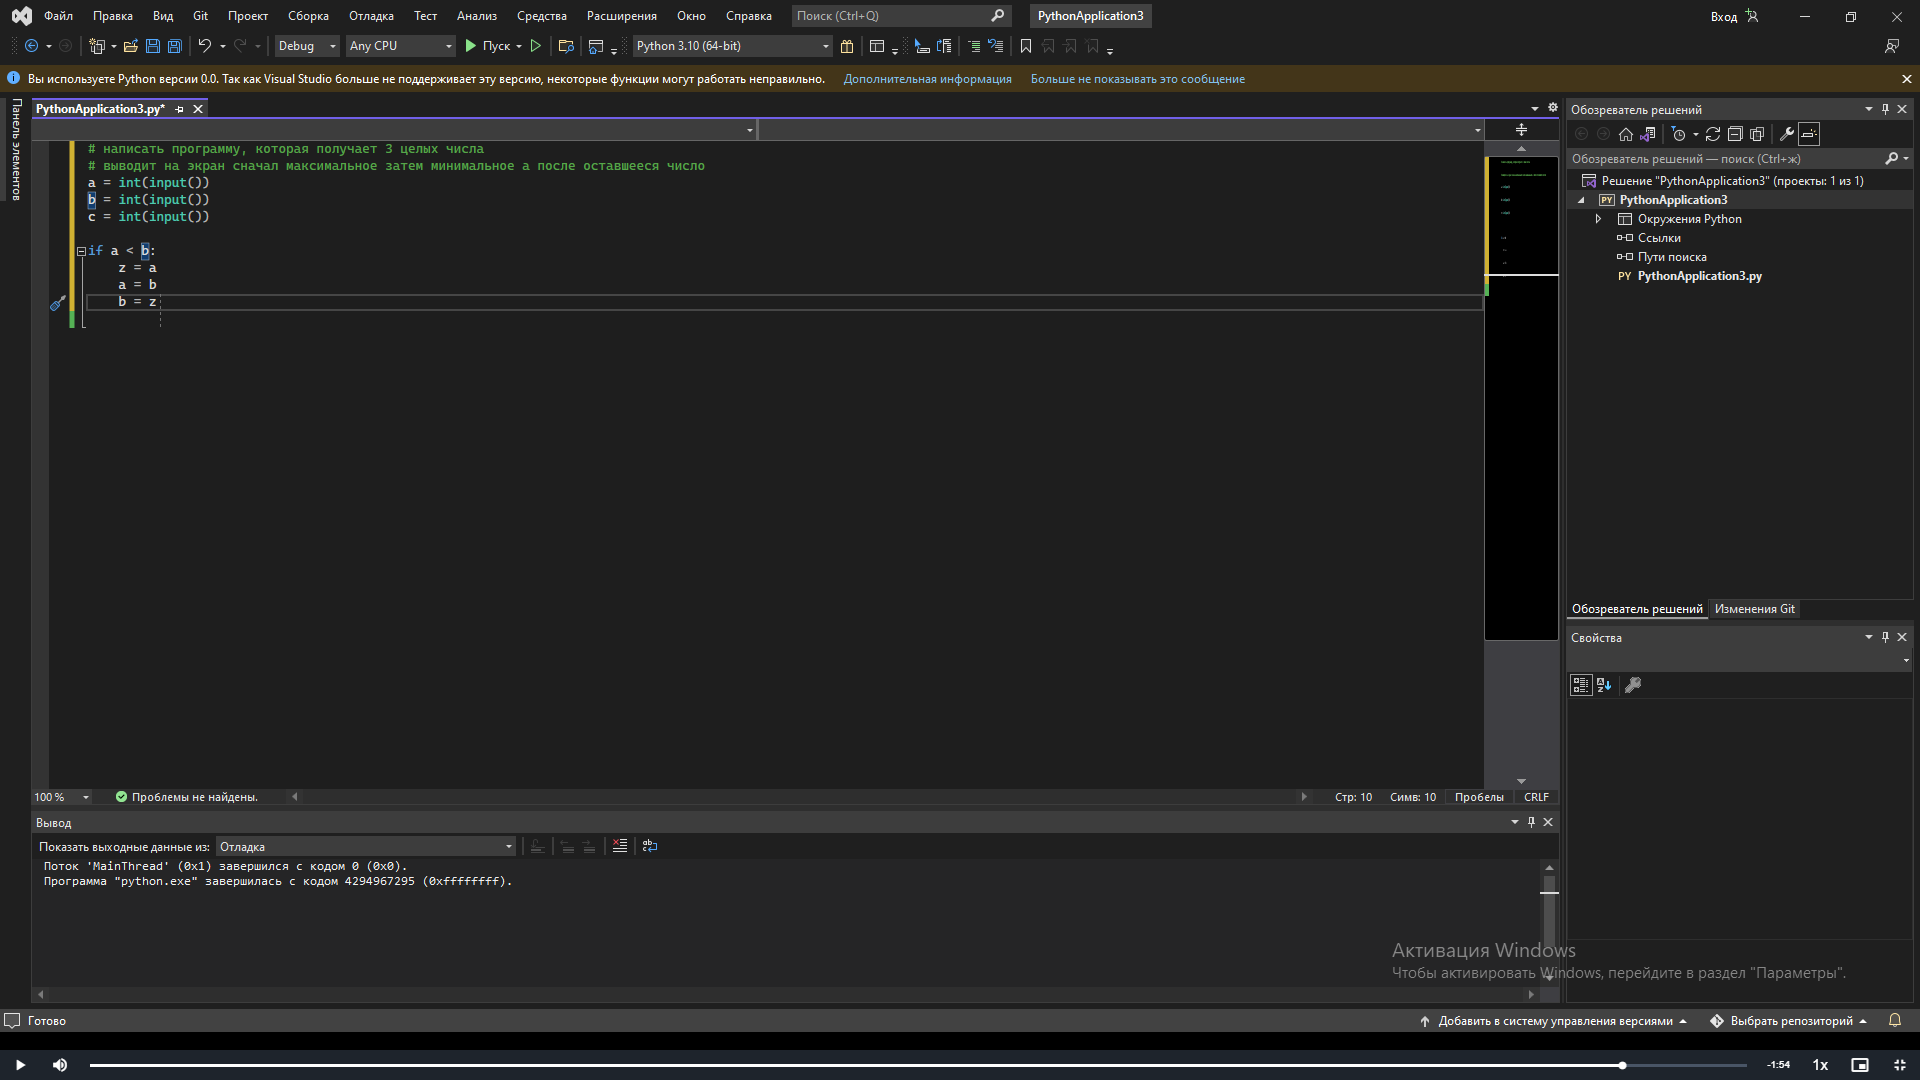 Файл Правка Вид Git Проект Сборка Отладка Тест Анализ Средства Расширения Окно Справка Поиск (Ctrl+Q) PythonApplication3 Вход
Debug Any CPU Пуск Python 3.10 (64-bit)
Вы используете Python версии 0.0. Так как Visual Studio больше не поддерживает эту версию, некоторые функции могут работать неправильно. Дополнительная информация Больше не показывать это сообщение
Панель элементов
PythonApplication3.py*
# написать программу, которая получает 3 целых числа
# выводит на экран сначал максимальное затем минимальное а после оставшееся число
a = int(input())
b = int(input())
c = int(input())
if a < b:
z = a
a = b
b = z
100 % Проблемы не найдены. Стр: 10 Симв: 10 Пробелы CRLF
Вывод
Показать выходные данные из: Отладка
Поток 'MainThread' (0x1) завершился с кодом 0 (0x0).
Программа "python.exe" завершилась с кодом 4294967295 (0xffffffff).
Обозреватель решений
Обозреватель решений — поиск (Ctrl+ж)
Решение "PythonApplication3" (проекты: 1 из 1)
PY PythonApplication3
Окружения Python
Ссылки
Пути поиска
PY PythonApplication3.py
Обозреватель решений Изменения Git
Свойства
Активация Windows
Чтобы активировать Windows, перейдите в раздел "Параметры".
Готово Добавить в систему управления версиями Выбрать репозиторий
-1:54 1x